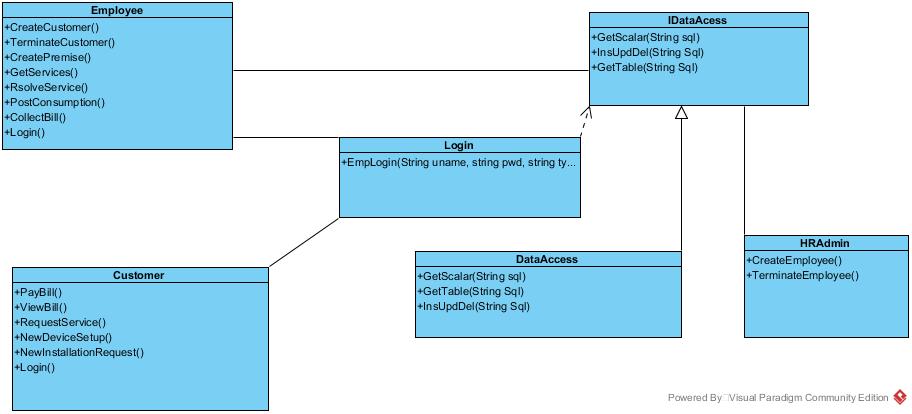 Employee
+CreateCustomer()
+TerminateCustomer()
+CreatePremise()
+GetServices()
+RsolveService()
+PostConsumption()
+CollectBill()
+Login()
IDataAcess
+GetScalar(String sql)
+InsUpdDel(String Sql)
+GetTable(String Sql)
Login
+EmpLogin(String uname, string pwd, string ty...
Customer
+PayBill()
+ViewBill()
+RequestService()
+NewDeviceSetup()
+NewInstallationRequest()
+Login()
DataAccess
+GetScalar(String sql)
+GetTable(String Sql)
+InsUpdDel(String Sql)
HRAdmin
+CreateEmployee()
+TerminateEmployee()
Powered By Visual Paradigm Community Edition